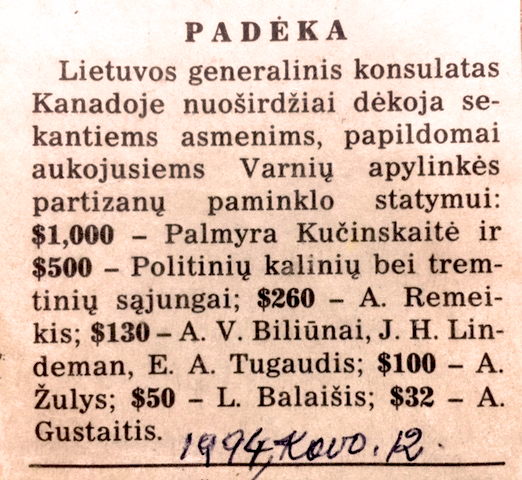 PADĖKA
Lietuvos generalinis konsulatas
Kanadoje nuoširdžiai dėkoja se-
kantiems asmenims, papildomai
aukojusiems Varnių apylinkės
partizanų paminklo statymui:
$1,000 – Palmyra Kučinskaitė ir
$500 – Politinių kalinių bei trem-
tinių sąjungai; $260 – A. Remei-
kis; $130 – A. V. Biliūnai, J. H. Lin-
deman, E. A. Tugaudis; $100 – A.
Žulys; $50 – L. Balaišis; $32 – A.
Gustaitis.
1994, Kovo. 12.